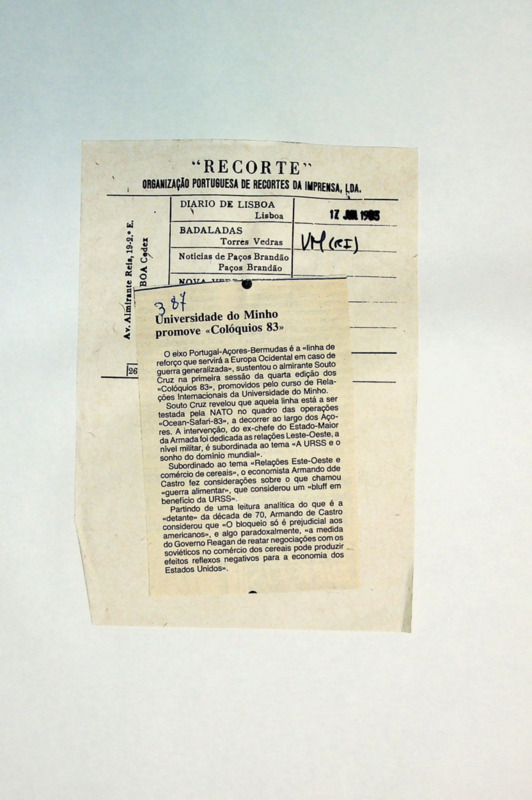 "RECORTE"
ORGANIZAÇÃO PORTUGUESA DE RECORTES DA IMPRENSA, LDA.
Av. Almirante Reis, 19-2.º E.
BOA Codex
DIARIO DE LISBOA
Lisboa
BADALADAS
Torres Vedras
Noticias de Paços Brandão
Paços Brandão
VM (RI)
26
387
Universidade do Minho
promove «Colóquios 83»
O eixo Portugal-Açores-Bermudas é a «linha de
reforço que servirá a Europa Ocidental em caso de
guerra generalizada», sustentou o almirante Souto
Cruz na primeira sessão da quarta edição dos
«Colóquios 83», promovidos pelo curso de Rela-
ções Internacionais da Universidade do Minho.
Souto Cruz revelou que aquela linha está a ser
testada pela NATO no quadro das operações
«Ocean-Safari-83», a decorrer ao largo dos Aço-
res. A intervenção, do ex-chefe do Estado-Maior
da Armada foi dedicada as relações Leste-Oeste, a
nível militar, é subordinada ao tema «A URSS e o
sonho do domínio mundial».
Subordinado ao tema «Relações Este-Oeste e
comércio de cereais», o economista Armando dde
Castro fez considerações sobre o que chamou
«guerra alimentar», que considerou um «bluff em
benefício da URSS».
Partindo de uma leitura analítica do que é a
«detante» da década de 70, Armando de Castro
considerou que «O bloqueio só é prejudicial aos
americanos», e algo paradoxalmente, «a medida
do Governo Reagan de reatar negociações com os
soviéticos no comércio dos cereais pode produzir
efeitos reflexos negativos para a economia dos
Estados Unidos».